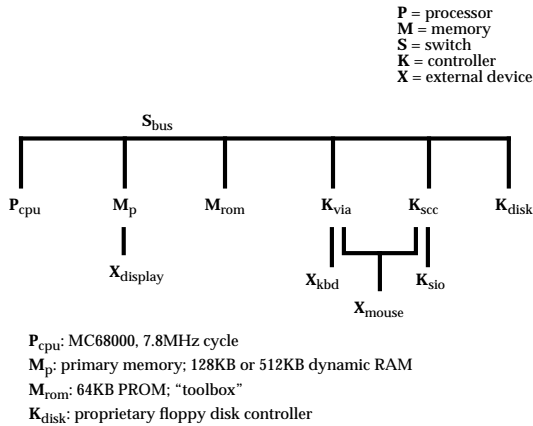 P = processor
M = memory
S = switch
K = controller
X = external device
Sbus
Pcpu Mp Mrom Kvia Kscc Kdisk
Xdisplay Xkbd Ksio
Xmouse
Pcpu: MC68000, 7.8MHz cycle
Mp: primary memory; 128KB or 512KB dynamic RAM
Mrom: 64KB PROM; “toolbox”
Kdisk: proprietary floppy disk controller